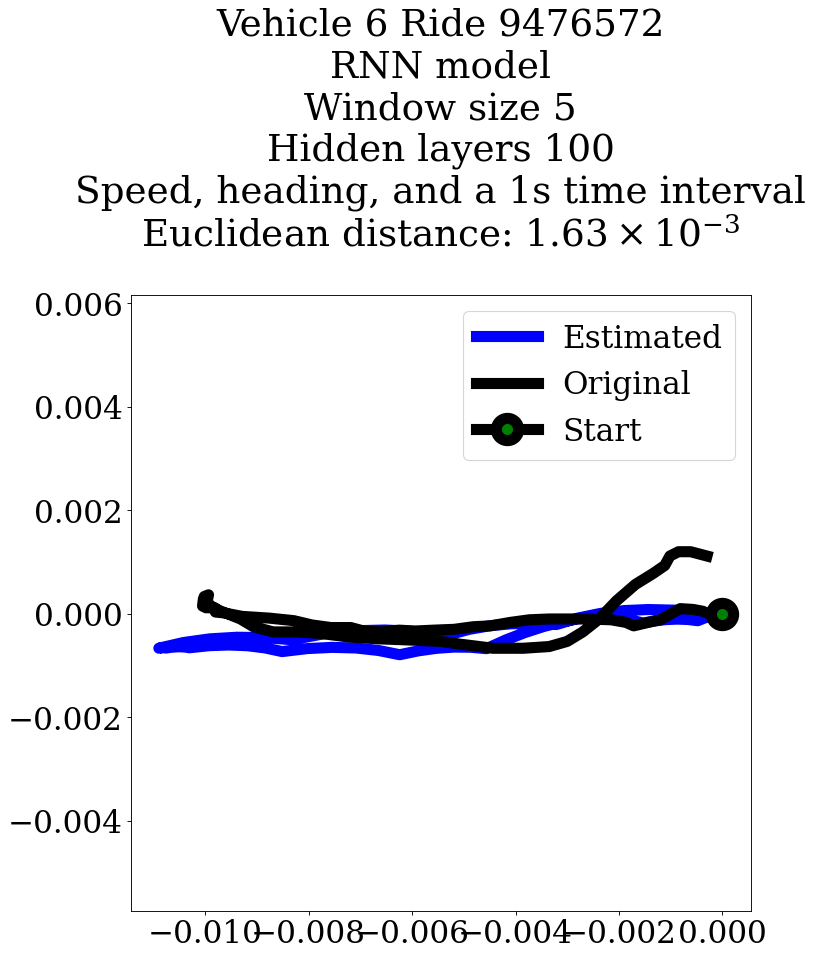 Vehicle 6 Ride 9476572
RNN model
Window size 5
Hidden layers 100
Speed, heading, and a 1s time interval
Euclidean distance: 1.63 × 10⁻³
0.006
Estimated
0.004
Original
Start
0.002
0.000
−0.002
−0.004
−0.010 −0.008 −0.006 −0.004 −0.002 0.000